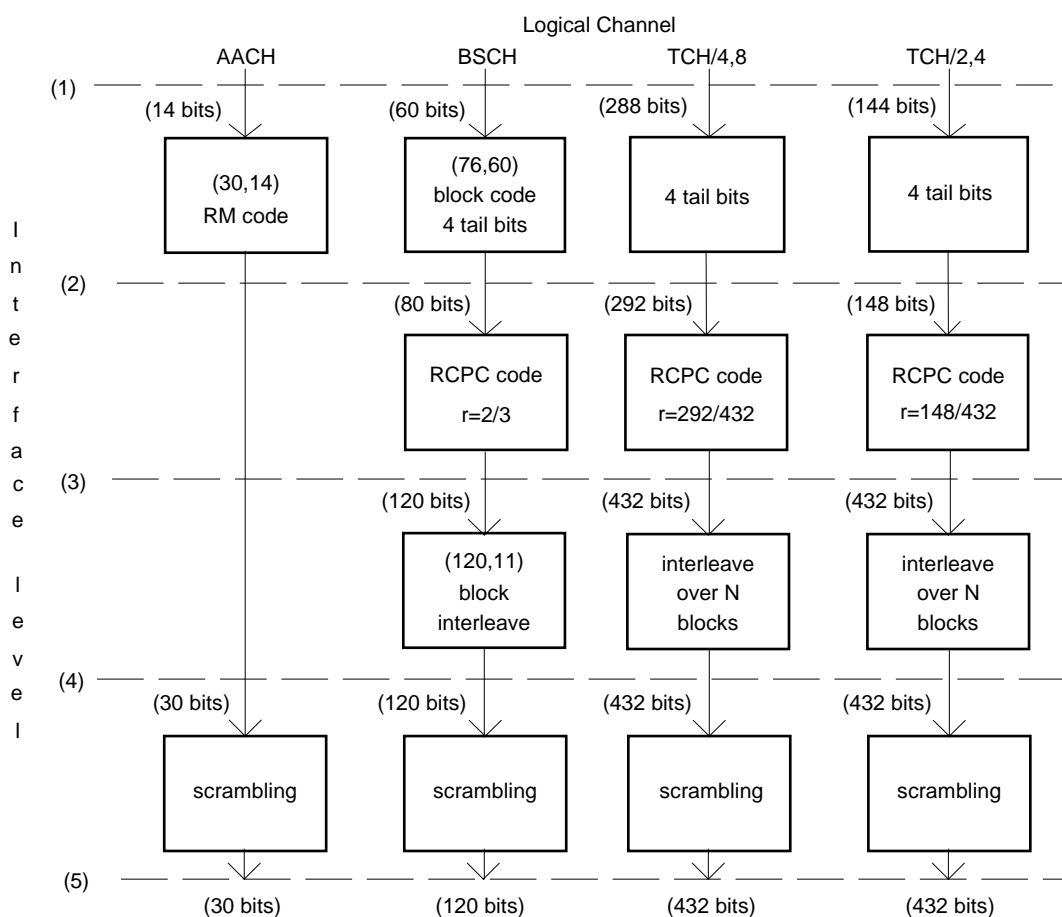 Logical Channel
AACH BSCH TCH/4,8 TCH/2,4
(1)
(14 bits) (60 bits) (288 bits) (144 bits)
(30,14)
RM code
(76,60)
block code
4 tail bits
4 tail bits
4 tail bits
(2)
(80 bits) (292 bits) (148 bits)
RCPC code
r=2/3
RCPC code
r=292/432
RCPC code
r=148/432
(3)
(120 bits) (432 bits) (432 bits)
(120,11)
block
interleave
interleave
over N
blocks
interleave
over N
blocks
(4)
(30 bits) (120 bits) (432 bits) (432 bits)
scrambling scrambling scrambling scrambling
(5)
(30 bits) (120 bits) (432 bits) (432 bits)
Interface level